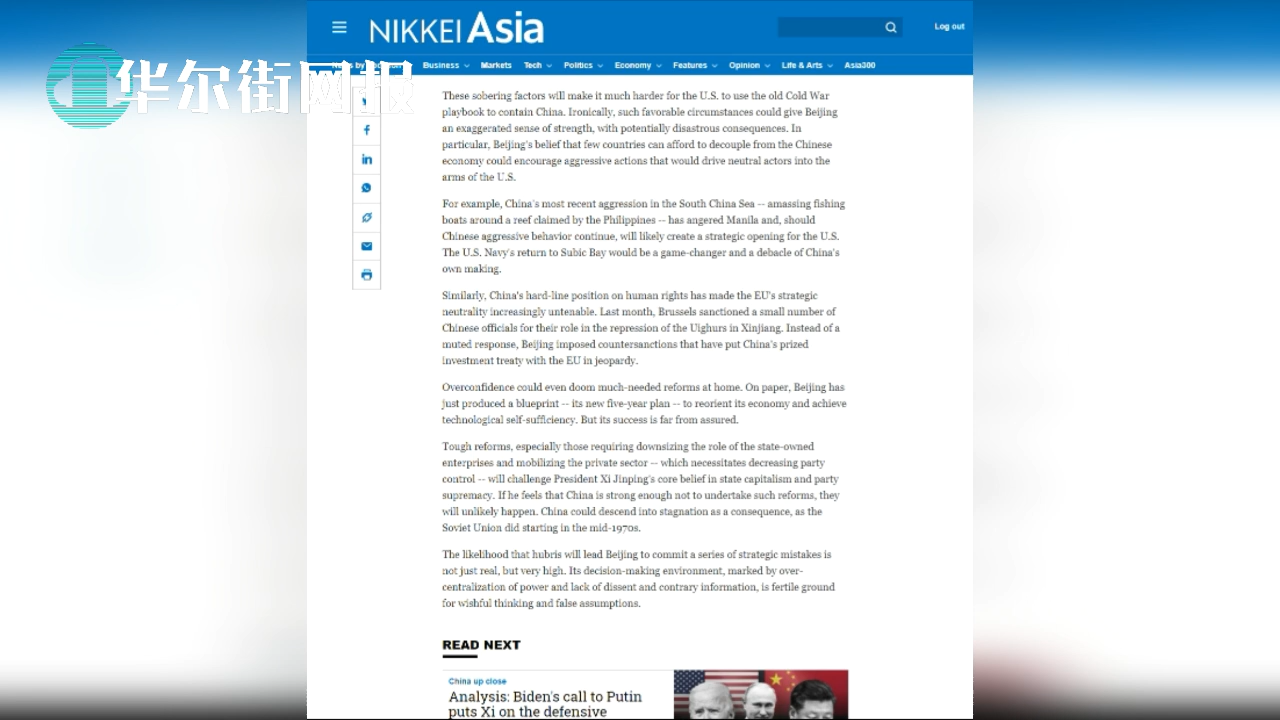 NIKKEI Asia
Log out
Business
Markets
Tech
Politics
Economy
Features
Opinion
Life & Arts
Asia300
华尔街网报
These sobering factors will make it much harder for the U.S. to use the old Cold War
playbook to contain China. Ironically, such favorable circumstances could give Beijing
an exaggerated sense of strength, with potentially disastrous consequences. In
particular, Beijing's belief that few countries can afford to decouple from the Chinese
economy could encourage aggressive actions that would drive neutral actors into the
arms of the U.S.
For example, China's most recent aggression in the South China Sea -- amassing fishing
boats around a reef claimed by the Philippines -- has angered Manila and, should
Chinese aggressive behavior continue, will likely create a strategic opening for the U.S.
The U.S. Navy's return to Subic Bay would be a game-changer and a debacle of China's
own making.
Similarly, China's hard-line position on human rights has made the EU's strategic
neutrality increasingly untenable. Last month, Brussels sanctioned a small number of
Chinese officials for their role in the repression of the Uighurs in Xinjiang. Instead of a
muted response, Beijing imposed countersanctions that have put China's prized
investment treaty with the EU in jeopardy.
Overconfidence could even doom much-needed reforms at home. On paper, Beijing has
just produced a blueprint -- its new five-year plan -- to reorient its economy and achieve
technological self-sufficiency. But its success is far from assured.
Tough reforms, especially those requiring downsizing the role of the state-owned
enterprises and mobilizing the private sector -- which necessitates decreasing party
control -- will challenge President Xi Jinping's core belief in state capitalism and party
supremacy. If he feels that China is strong enough not to undertake such reforms, they
will unlikely happen. China could descend into stagnation as a consequence, as the
Soviet Union did starting in the mid-1970s.
The likelihood that hubris will lead Beijing to commit a series of strategic mistakes is
not just real, but very high. Its decision-making environment, marked by over-
centralization of power and lack of dissent and contrary information, is fertile ground
for wishful thinking and false assumptions.
READ NEXT
China up close
Analysis: Biden's call to Putin
puts Xi on the defensive